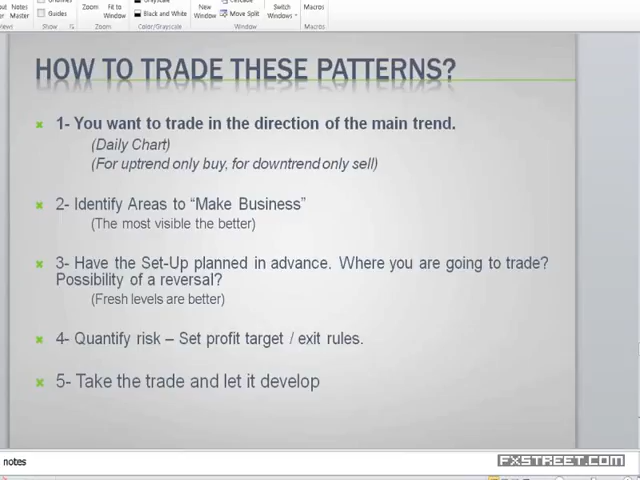 Notes
Master
Guides
Show
Zoom
Fit to
Window
Zoom
Grayscale
Black and White
Color/Grayscale
New
Window
Cascade
Move Split
Window
Switch
Windows
Macros
Macros
HOW TO TRADE THESE PATTERNS?
1- You want to trade in the direction of the main trend.
(Daily Chart)
(For uptrend only buy, for downtrend only sell)
2- Identify Areas to “Make Business”
(The most visible the better)
3- Have the Set-Up planned in advance. Where you are going to trade?
Possibility of a reversal?
(Fresh levels are better)
4- Quantify risk – Set profit target / exit rules.
5- Take the trade and let it develop
notes
FXSTREET.COM